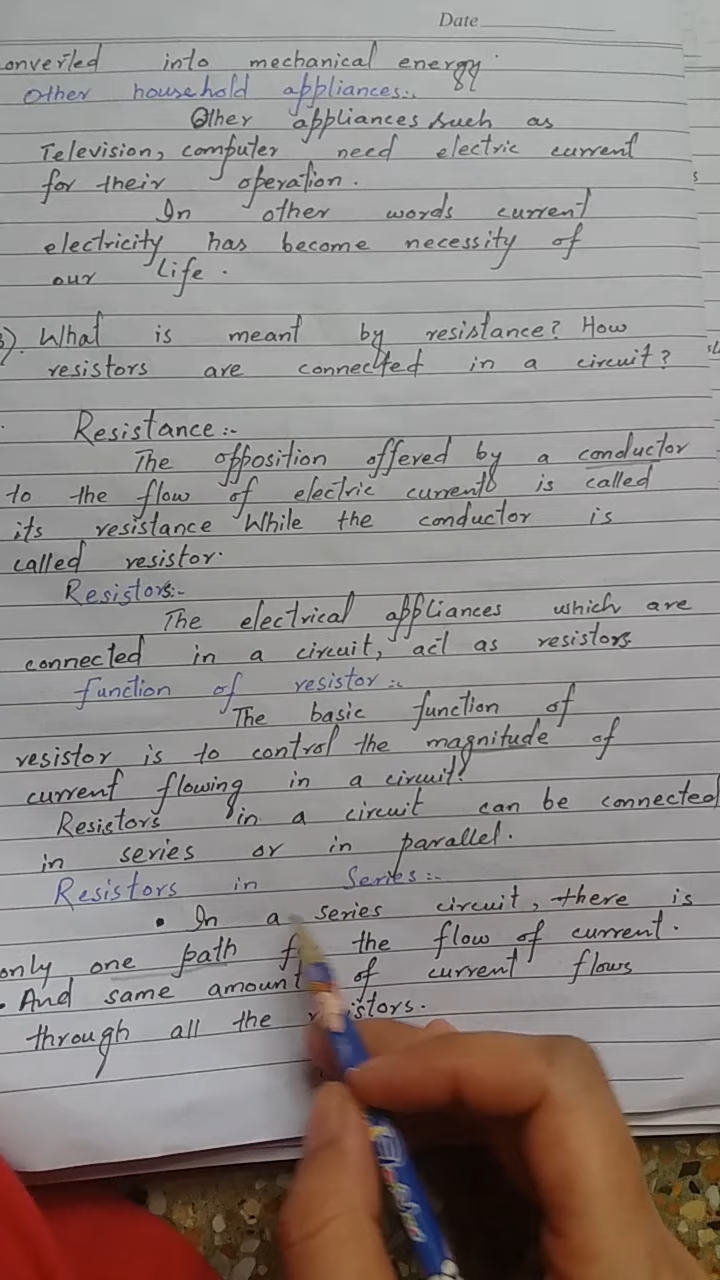 Date
onverted into mechanical energy.
Other household appliances:.
Other appliances such as
Television, computer need electric current
for their operation.
In other words current
electricity has become necessity of
our life.
3). What is meant by resistance? How
resistors are connected in a circuit?
Resistance:-
The opposition offered by a conductor
to the flow of electric current is called
its resistance While the conductor is
called resistor.
Resistors:-
The electrical appliances which are
connected in a circuit, act as resistors
function of resistor:-
The basic function of
resistor is to control the magnitude of
current flowing in a circuit.
Resistors in a circuit can be connected
in series or in parallel.
Resistors in Series:-
• In a series circuit, there is
only one path the flow of current.
• And same amount of current flows
through all the